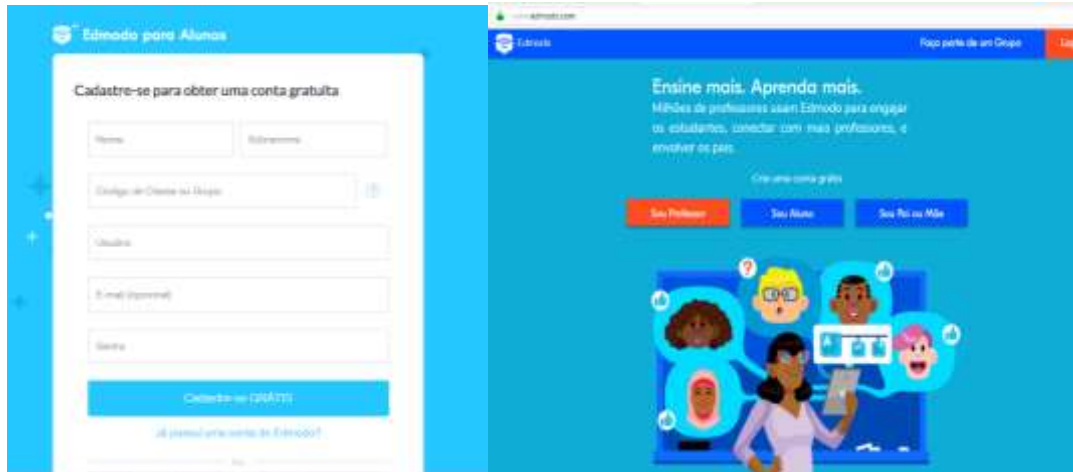 Edmodo para Alunos
Cadastre-se para obter uma conta gratuita
Nome
Sobrenome
Código de Classe ou Grupo
?
Usuário
E-mail (opcional)
Senha
Cadastre-se GRÁTIS
Já possui uma conta do Edmodo?
Ou
edmodo.com
Edmodo
Faça parte de um Grupo
Ensine mais. Aprenda mais.
Milhões de professores usam Edmodo para engajar
os estudantes, conectar com mais professores, e
envolver os pais.
Crie uma conta grátis
Sou Professor
Sou Aluno
Sou Pai ou Mãe
?
A